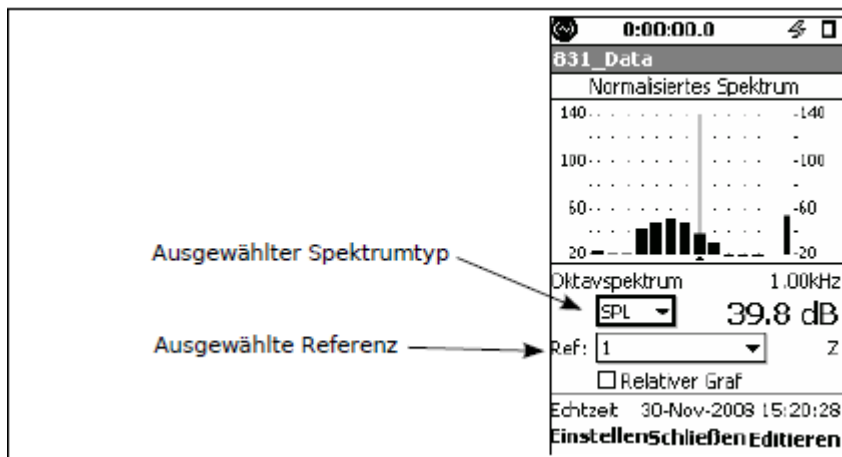 0:00:00.0
831_Data
Normalisiertes Spektrum
140 -140
100 -100
60 -60
20 -20
Ausgewählter Spektrumtyp
Oktavspektrum 1.00kHz
SPL 39.8 dB
Ausgewählte Referenz
Ref: 1 Z
Relativer Graf
Echtzeit 30-Nov-2008 15:20:28
Einstellen Schließen Editieren